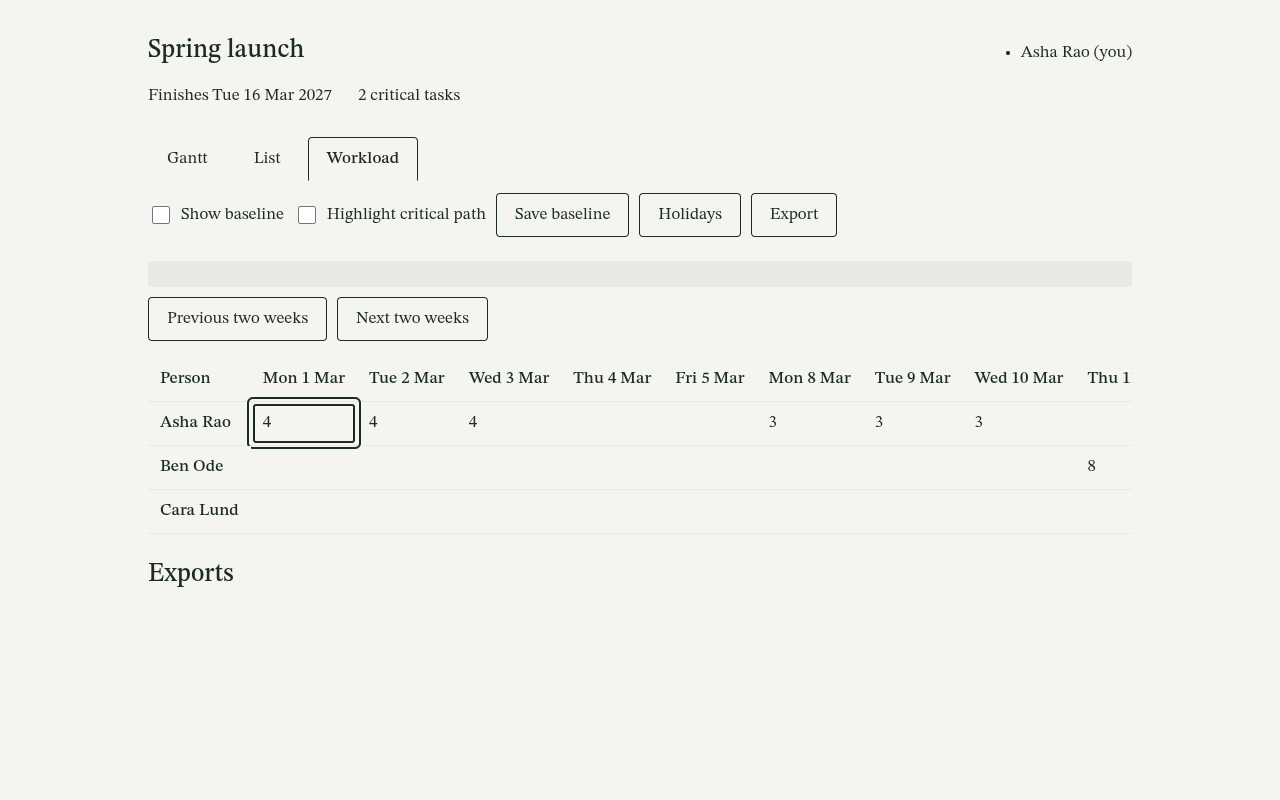 Spring launch
• Asha Rao (you)
Finishes Tue 16 Mar 2027 2 critical tasks
Gantt List Workload
Show baseline Highlight critical path Save baseline Holidays Export
Previous two weeks Next two weeks
Person Mon 1 Mar Tue 2 Mar Wed 3 Mar Thu 4 Mar Fri 5 Mar Mon 8 Mar Tue 9 Mar Wed 10 Mar Thu
Asha Rao 4 4 4 3 3 3
Ben Ode 8
Cara Lund
Exports